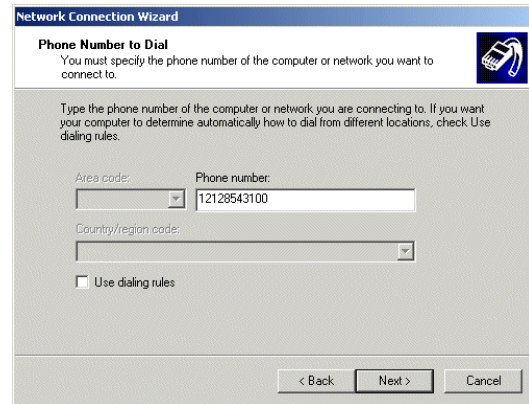 Network Connection Wizard
Phone Number to Dial
You must specify the phone number of the computer or network you want to
connect to.
Type the phone number of the computer or network you are connecting to. If you want
your computer to determine automatically how to dial from different locations, check Use
dialing rules.
Area code: Phone number:
12128543100
Country/region code:
Use dialing rules
< Back Next > Cancel